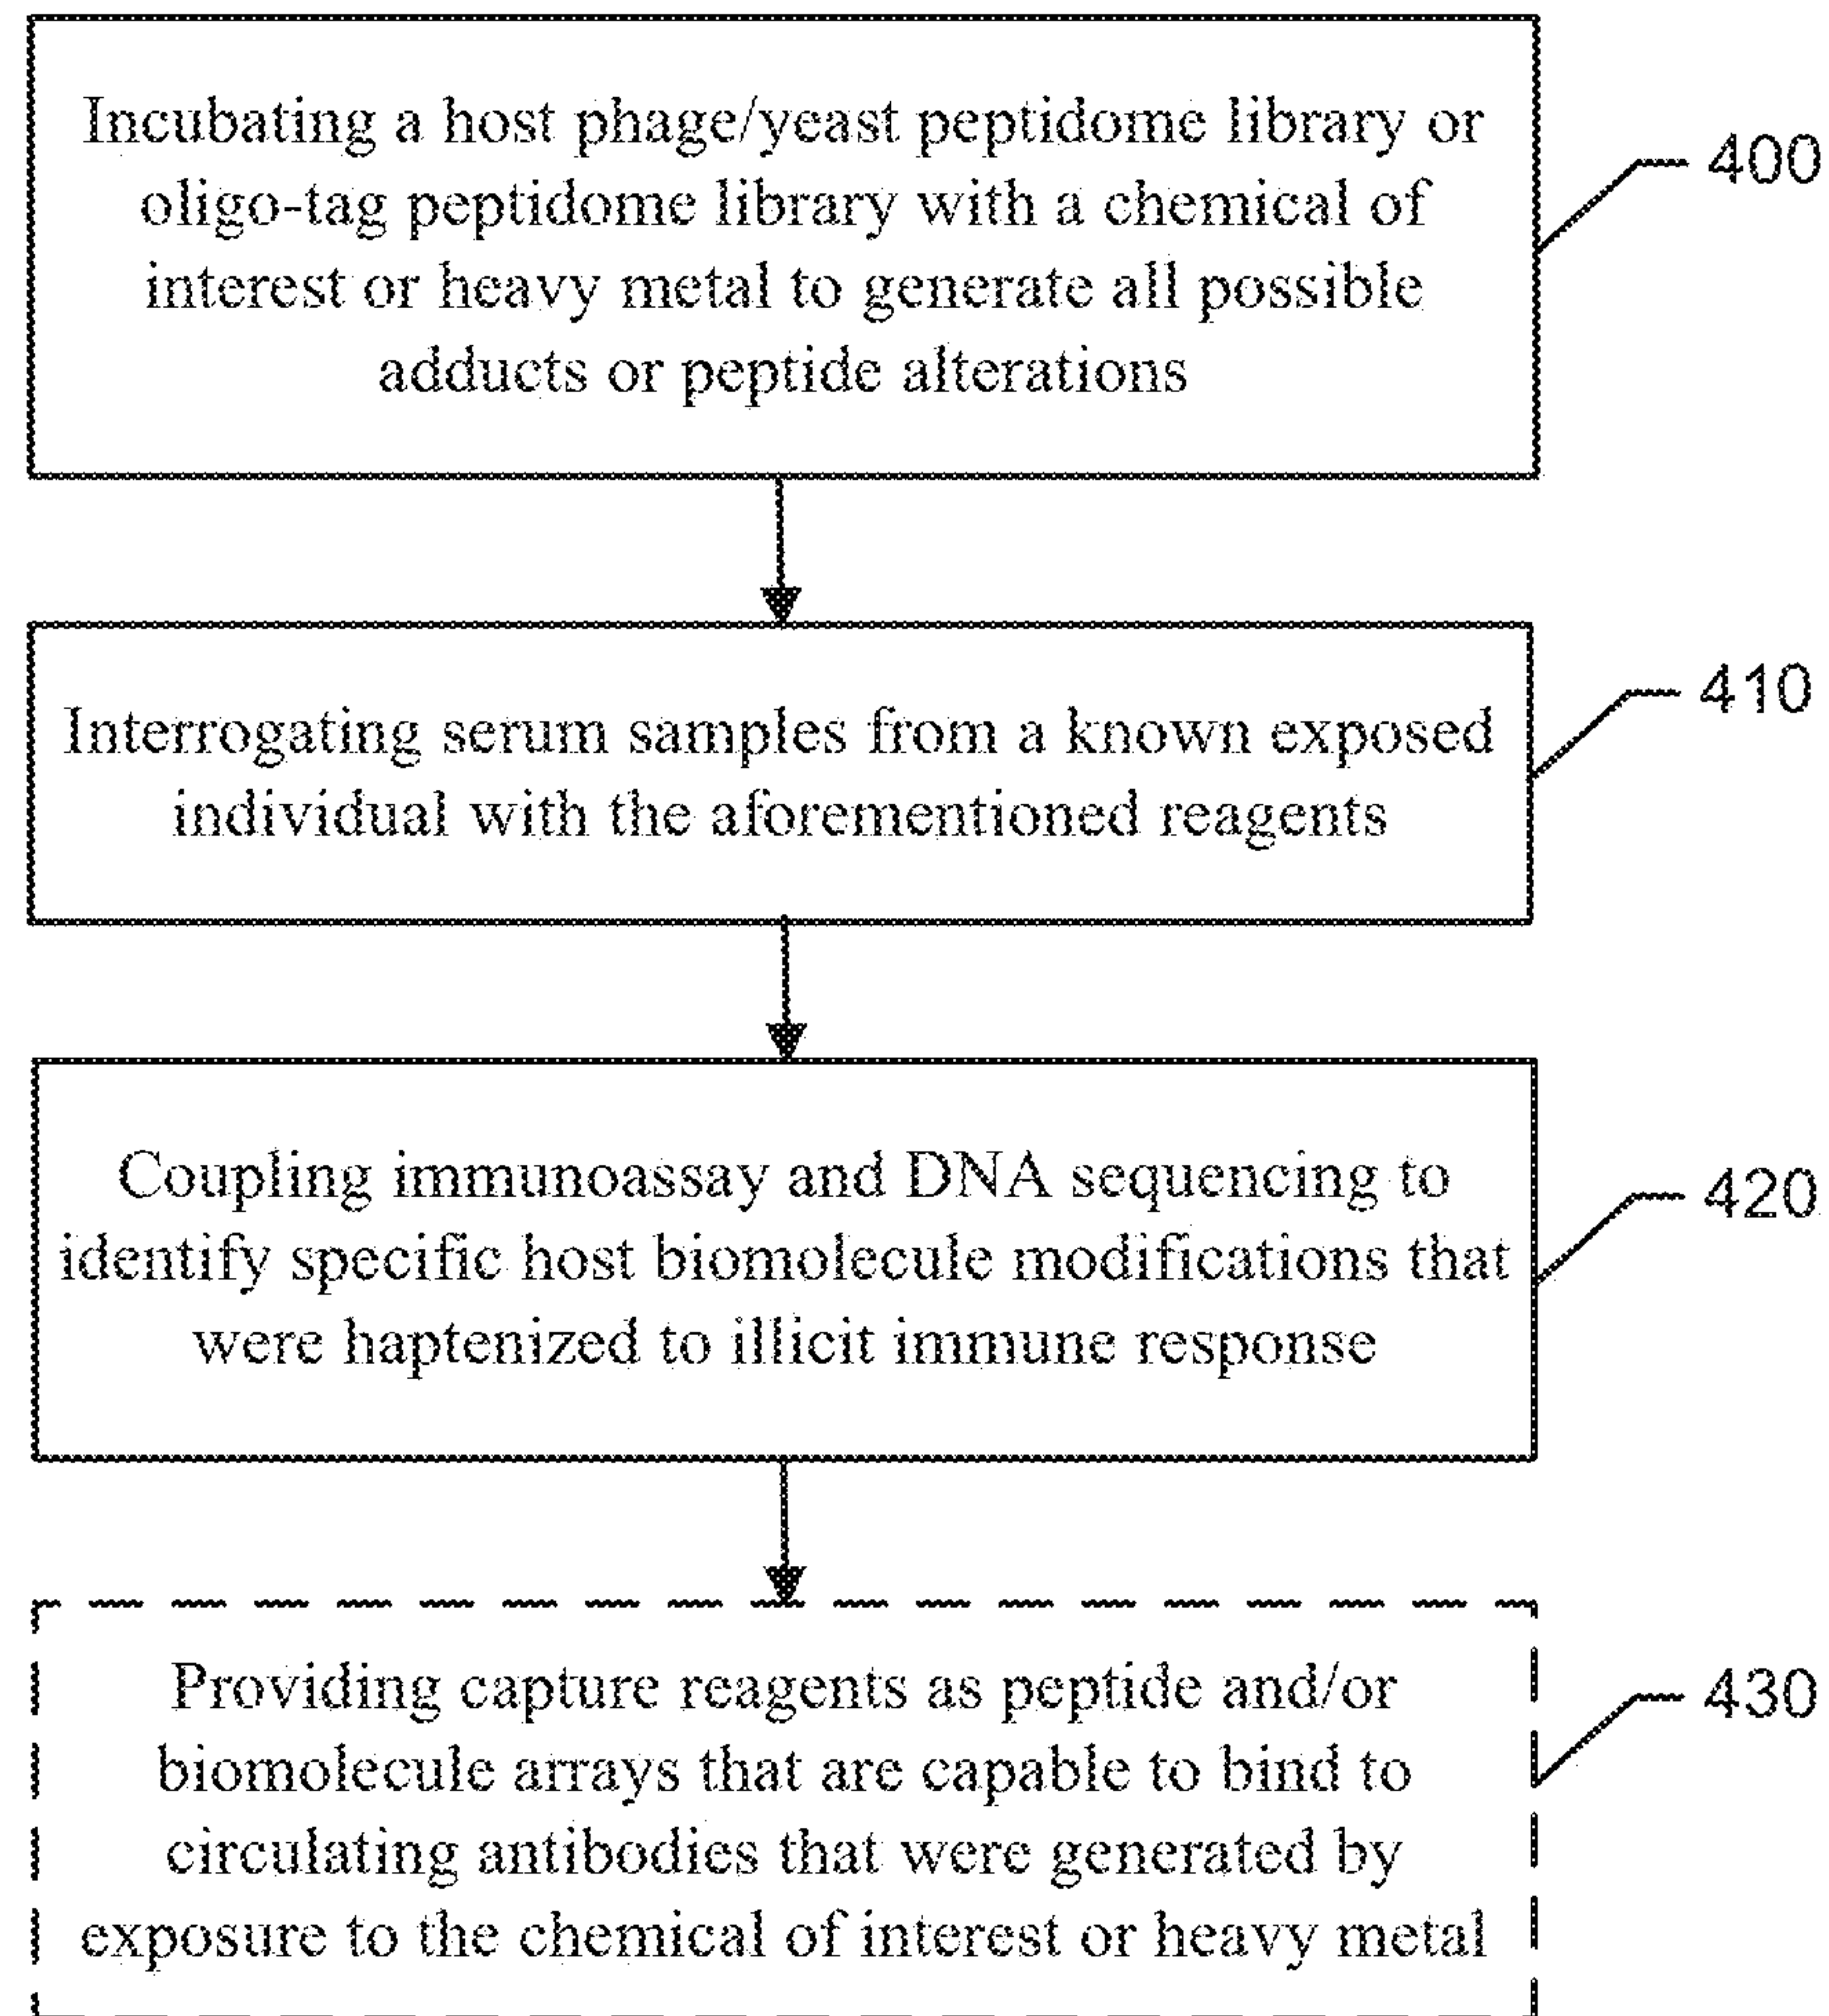 Incubating a host phage/yeast peptidome library or
oligo-tag peptidome library with a chemical of
interest or heavy metal to generate all possible
adducts or peptide alterations
400
Interrogating serum samples from a known exposed
individual with the aforementioned reagents
410
Coupling immunoassay and DNA sequencing to
identify specific host biomolecule modifications that
were haptenized to illicit immune response
420
Providing capture reagents as peptide and/or
biomolecule arrays that are capable to bind to
circulating antibodies that were generated by
exposure to the chemical of interest or heavy metal
430